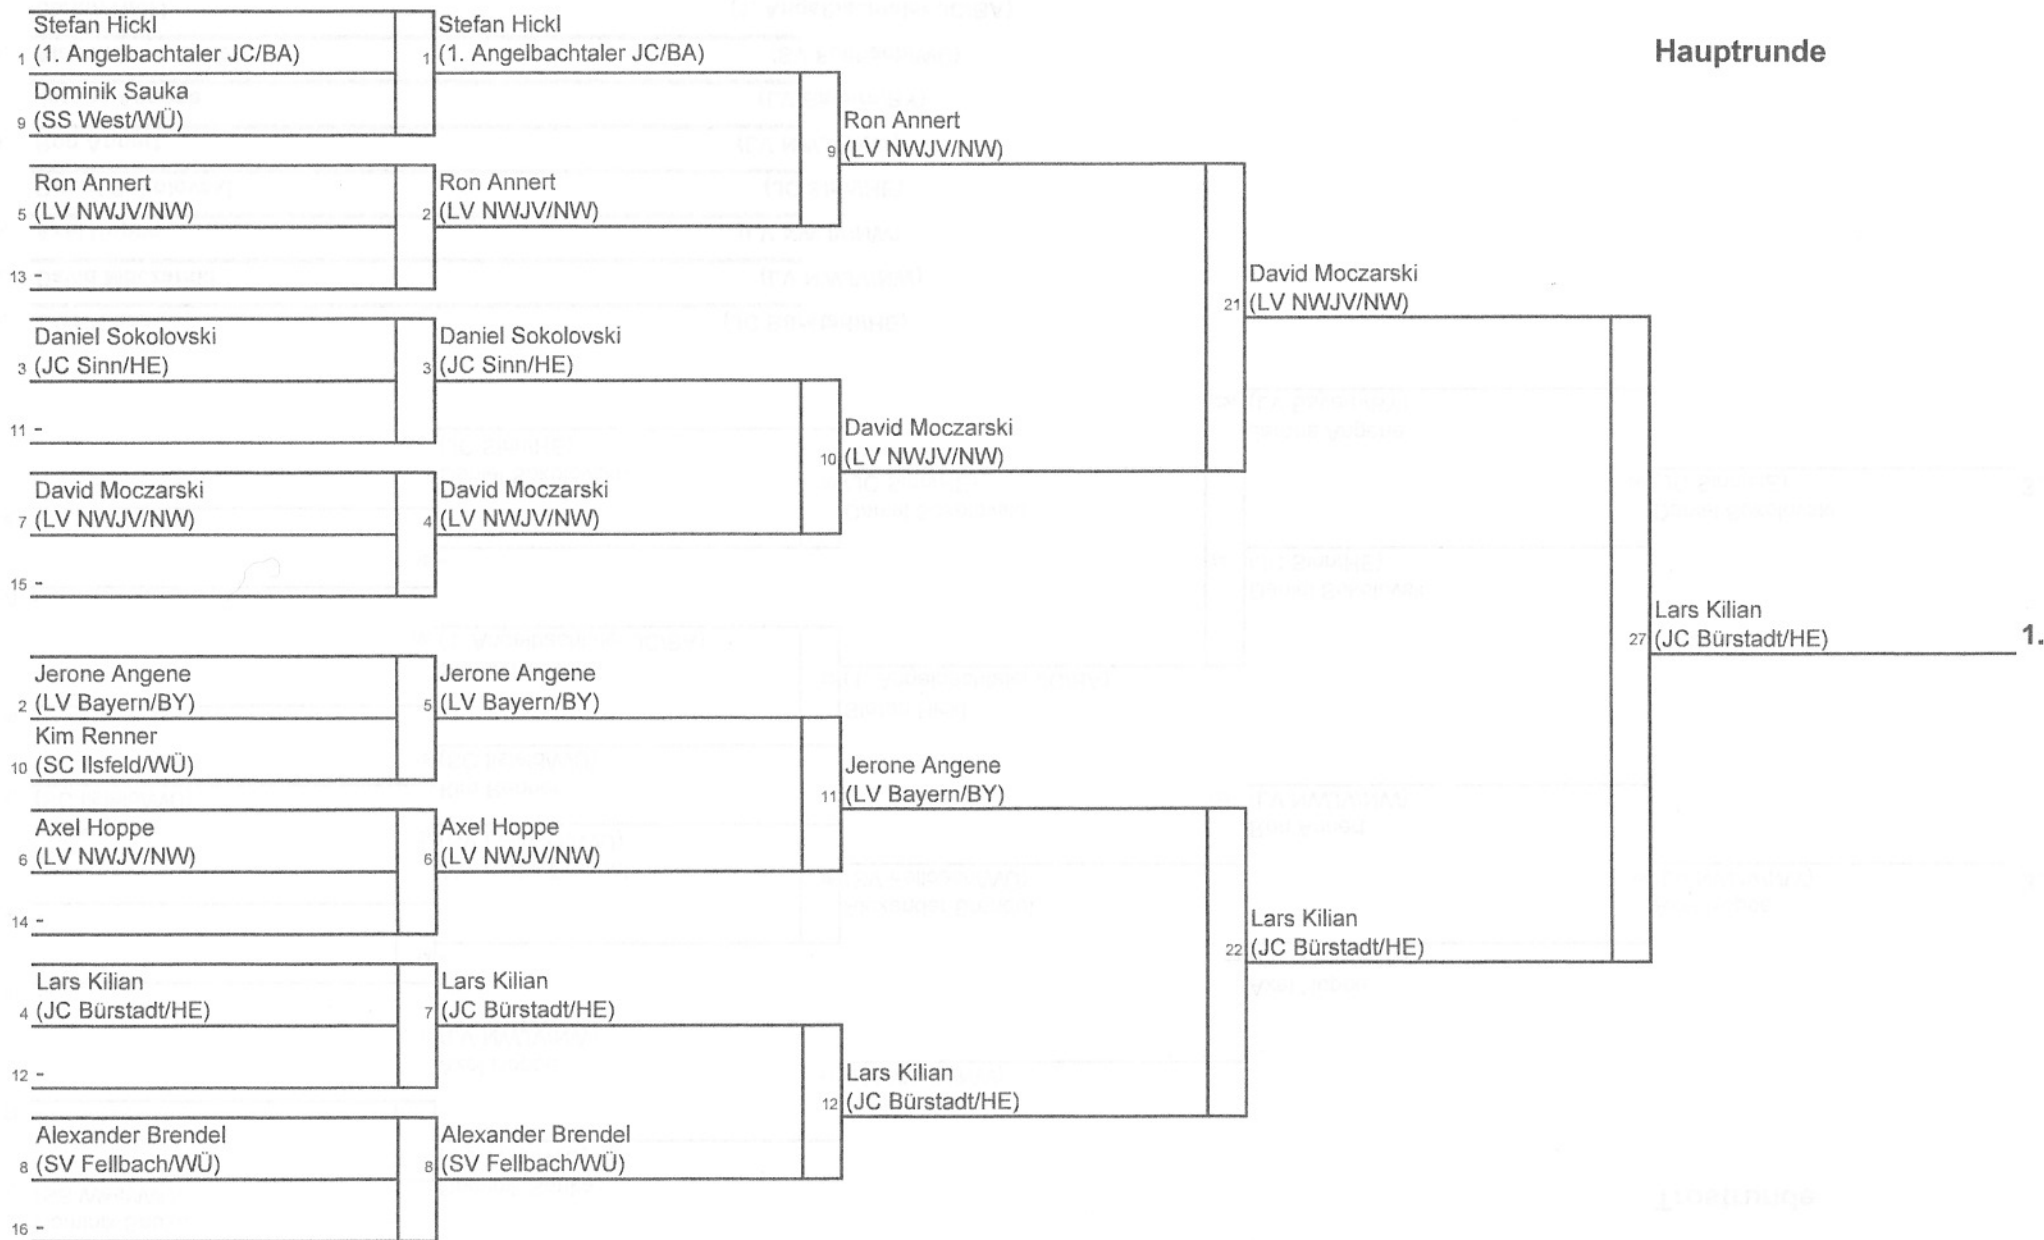 Hauptrunde
Stefan Hickl
1 (1. Angelbachtaler JC/BA)
Dominik Sauka
9 (SS West/WÜ)
Ron Annert
5 (LV NWJV/NW)
13 -
Daniel Sokolovski
3 (JC Sinn/HE)
11 -
David Moczarski
7 (LV NWJV/NW)
15 -
Jerone Angene
2 (LV Bayern/BY)
Kim Renner
10 (SC Ilsfeld/WÜ)
Axel Hoppe
6 (LV NWJV/NW)
14 -
Lars Kilian
4 (JC Bürstadt/HE)
12 -
Alexander Brendel
8 (SV Fellbach/WÜ)
16 -
Stefan Hickl
1 (1. Angelbachtaler JC/BA)
Ron Annert
2 (LV NWJV/NW)
Daniel Sokolovski
3 (JC Sinn/HE)
David Moczarski
4 (LV NWJV/NW)
Jerone Angene
5 (LV Bayern/BY)
Axel Hoppe
6 (LV NWJV/NW)
Lars Kilian
7 (JC Bürstadt/HE)
Alexander Brendel
8 (SV Fellbach/WÜ)
Ron Annert
9 (LV NWJV/NW)
David Moczarski
10 (LV NWJV/NW)
Jerone Angene
11 (LV Bayern/BY)
Lars Kilian
12 (JC Bürstadt/HE)
David Moczarski
21 (LV NWJV/NW)
Lars Kilian
22 (JC Bürstadt/HE)
Lars Kilian
27 (JC Bürstadt/HE)
1.